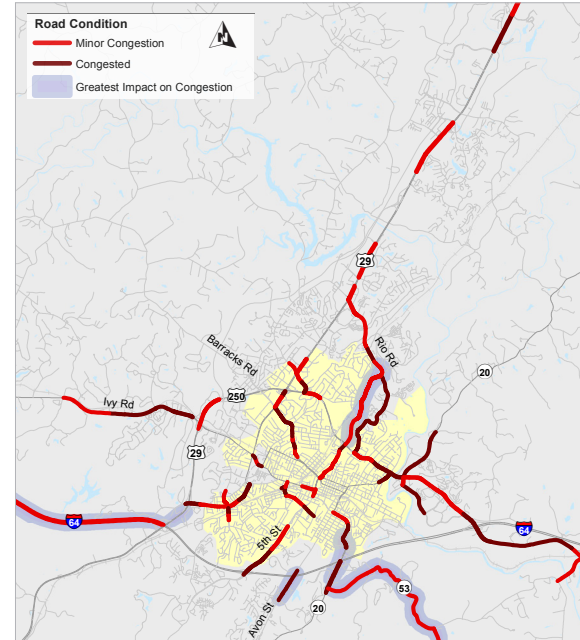 Road Condition
N
Minor Congestion
Congested
Greatest Impact on Congestion
29
Rio Rd
Barracks Rd
20
250
Ivy Rd
29
64
64
5th St
53
20
Avon St